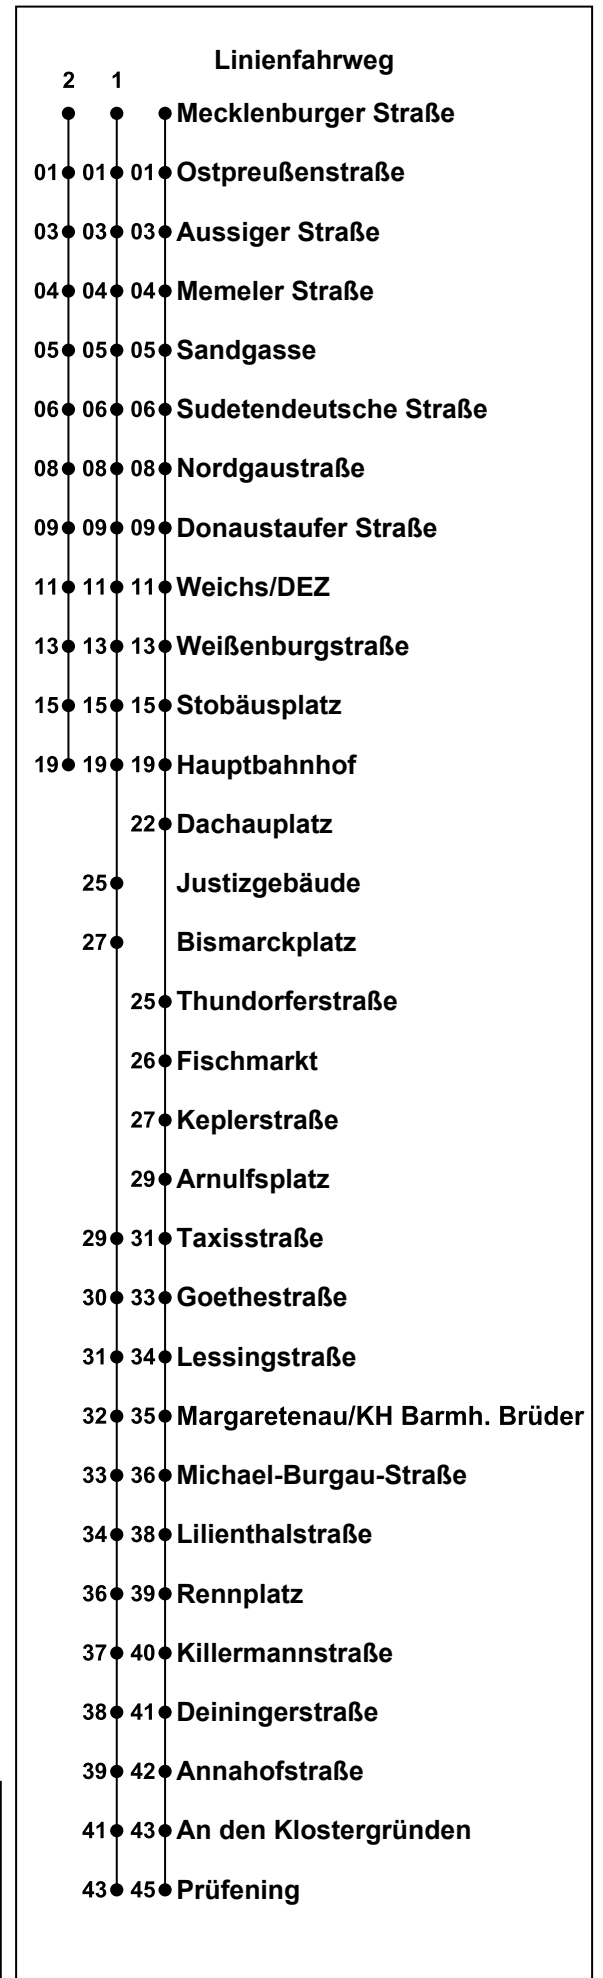 Linienfahrweg
2 1
Mecklenburger Straße
01 01 01 Ostpreußenstraße
03 03 03 Aussiger Straße
04 04 04 Memeler Straße
05 05 05 Sandgasse
06 06 06 Sudetendeutsche Straße
08 08 08 Nordgaustraße
09 09 09 Donaustaufer Straße
11 11 11 Weichs/DEZ
13 13 13 Weißenburgstraße
15 15 15 Stobäusplatz
19 19 19 Hauptbahnhof
22 Dachauplatz
25 Justizgebäude
27 Bismarckplatz
25 Thundorferstraße
26 Fischmarkt
27 Keplerstraße
29 Arnulfsplatz
29 31 Taxisstraße
30 33 Goethestraße
31 34 Lessingstraße
32 35 Margaretenau/KH Barmh. Brüder
33 36 Michael-Burgau-Straße
34 38 Lilienthalstraße
36 39 Rennplatz
37 40 Killermannstraße
38 41 Deiningerstraße
39 42 Annahofstraße
41 43 An den Klostergründen
43 45 Prüfening